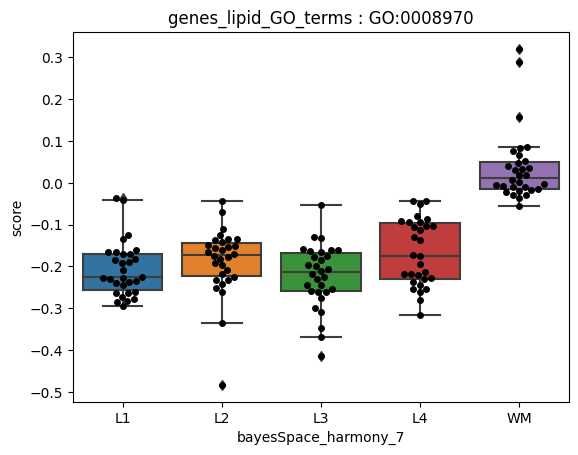 genes_lipid_GO_terms : GO:0008970
score
0.3
0.2
0.1
0.0
−0.1
−0.2
−0.3
−0.4
−0.5
L1 L2 L3 L4 WM
bayesSpace_harmony_7